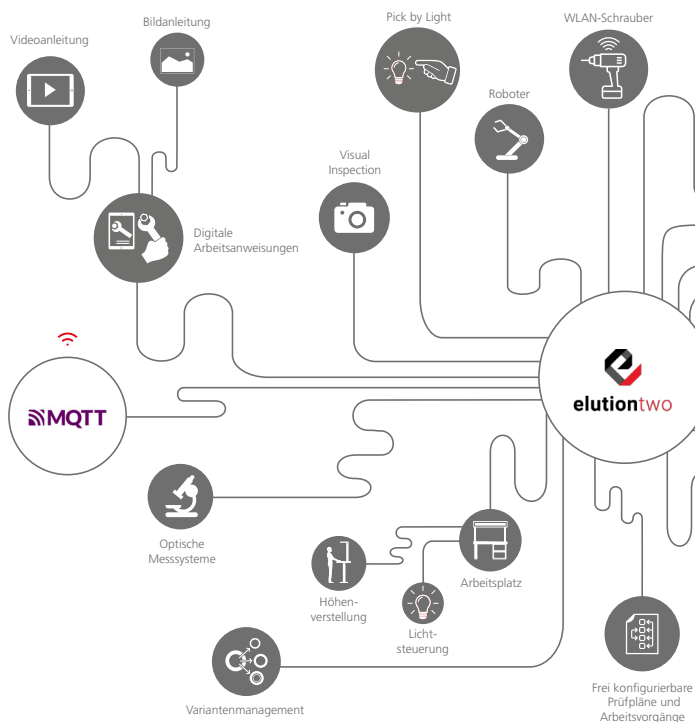 Pick by Light
WLAN-Schrauber
Bildanleitung
Videoanleitung
Roboter
Visual
Inspection
Digitale
Arbeitsanweisungen
MQTT
elutiontwo
Optische
Messsysteme
Arbeitsplatz
Höhen-
verstellung
Licht-
steuerung
Variantenmanagement
Frei konfigurierbare
Prüfpläne und
Arbeitsvorgänge